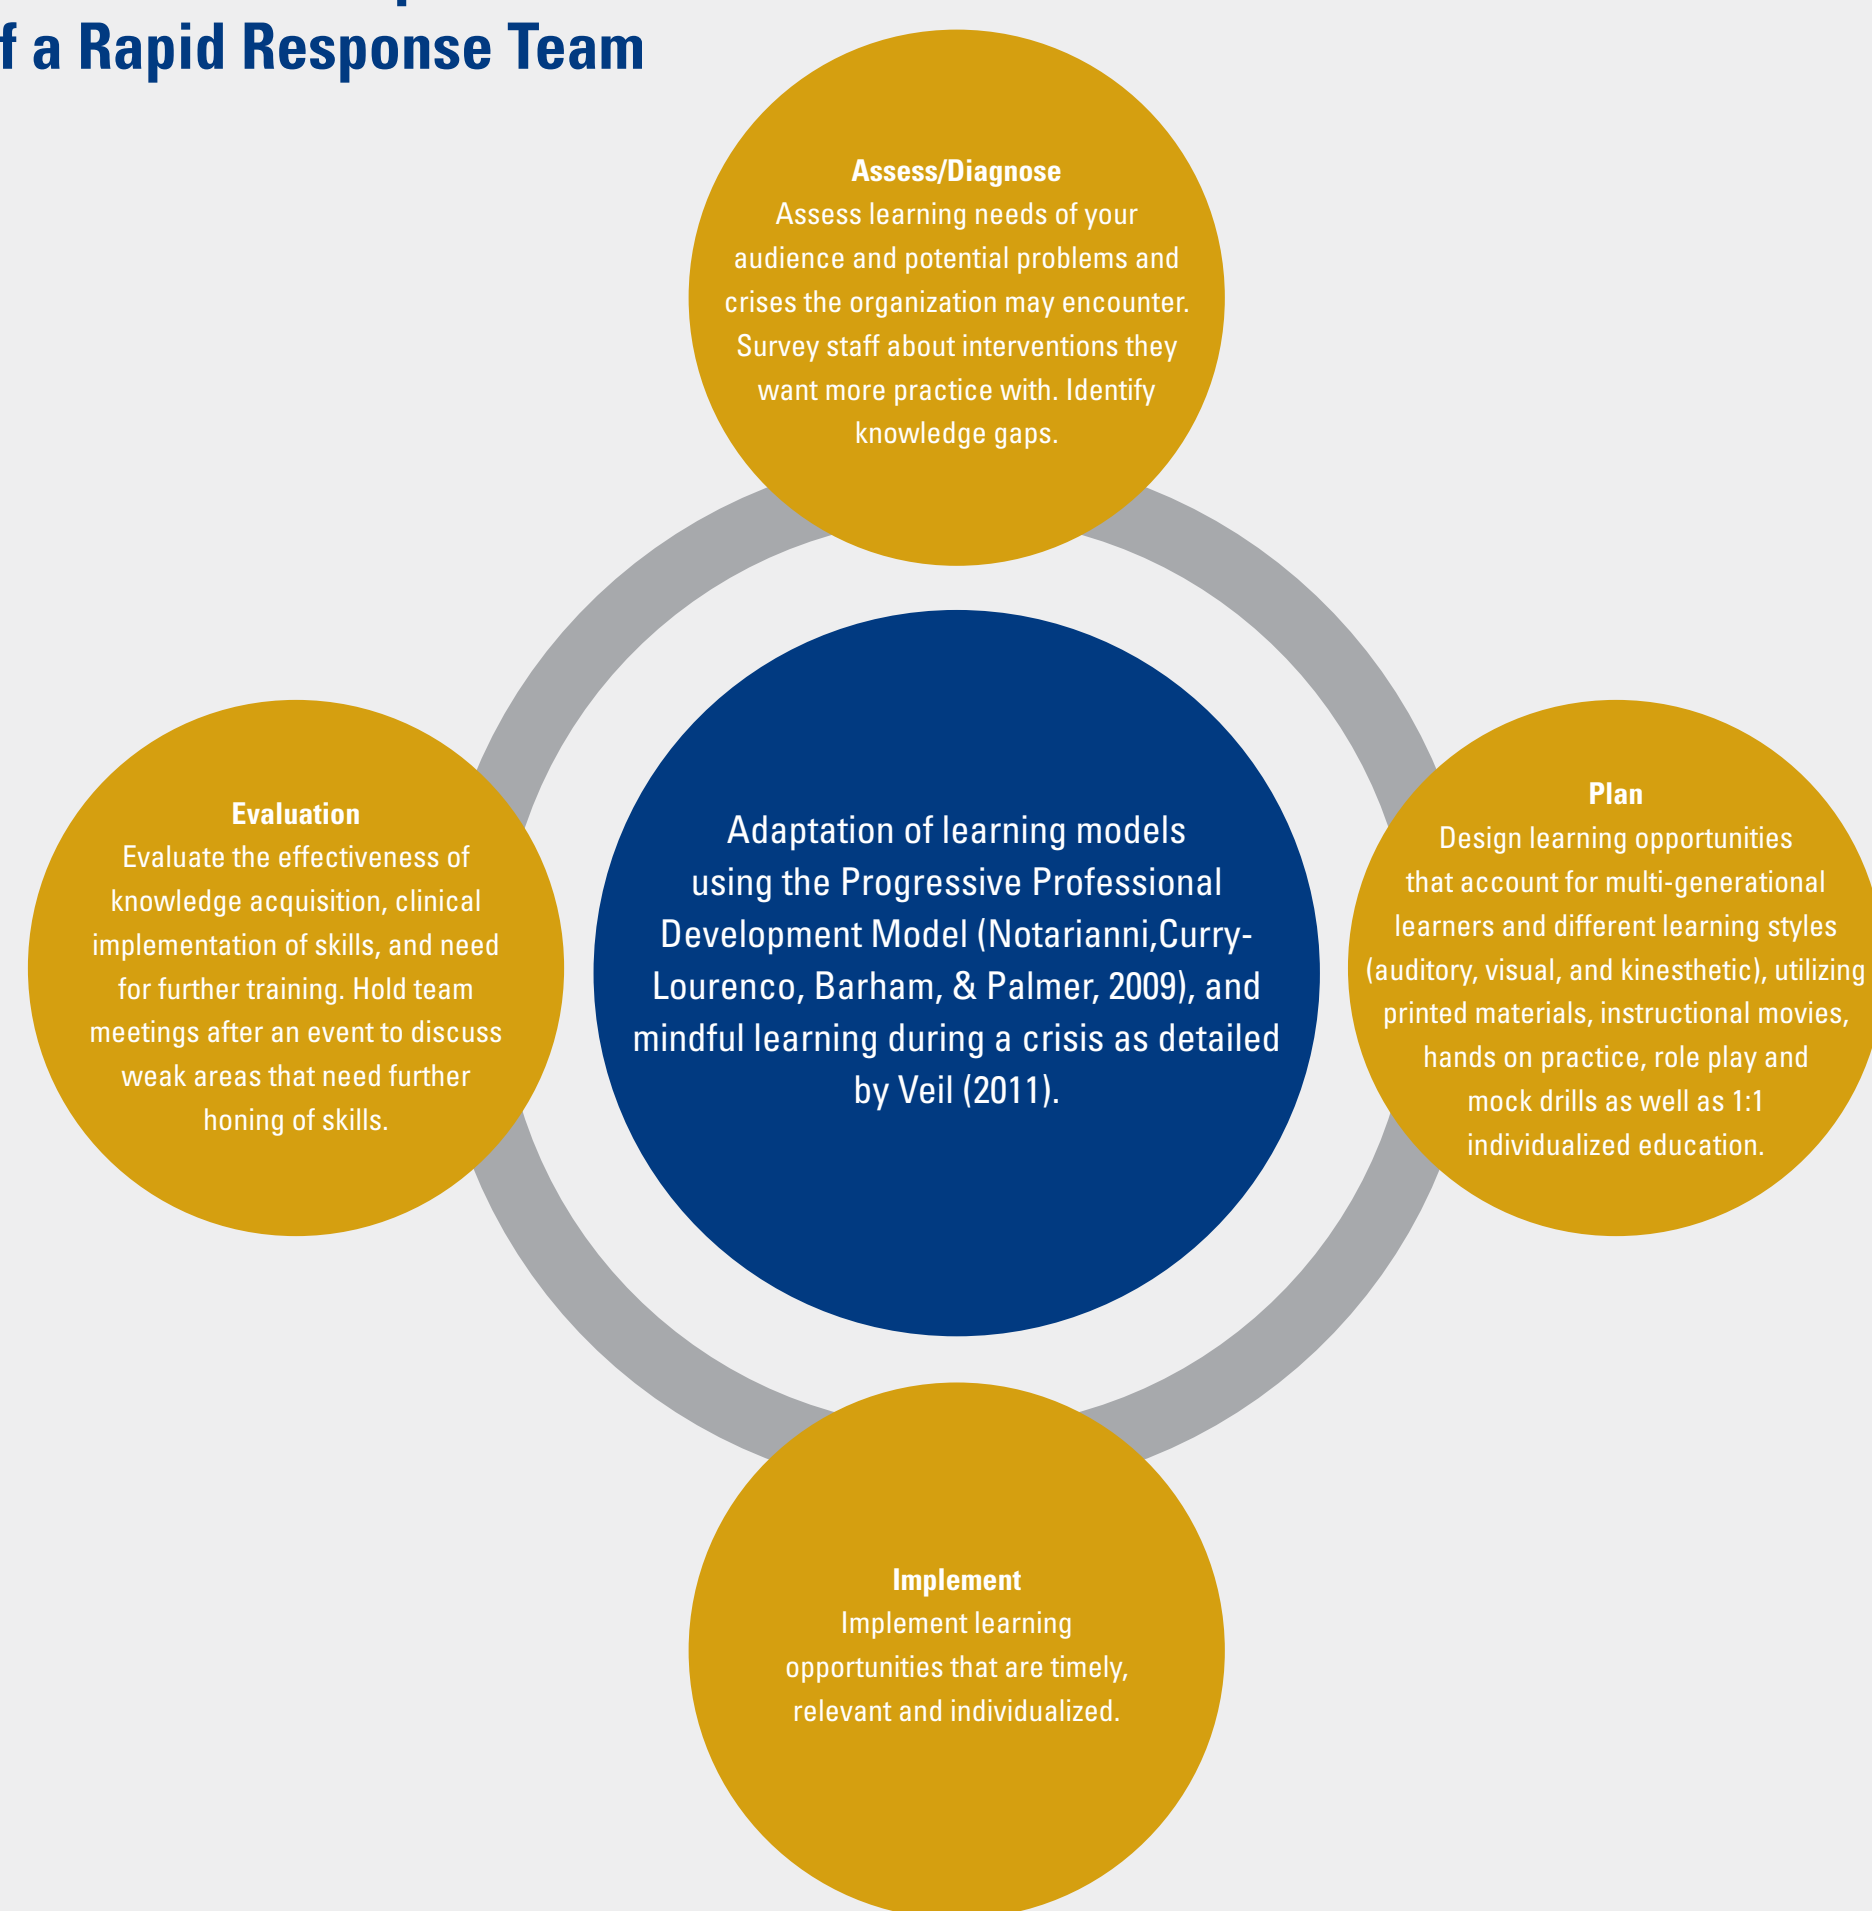 f a Rapid Response Team
Assess/Diagnose
Assess learning needs of your
audience and potential problems and
crises the organization may encounter.
Survey staff about interventions they
want more practice with. Identify
knowledge gaps.
Adaptation of learning models
using the Progressive Professional
Development Model (Notarianni,Curry-
Lourenco, Barham, & Palmer, 2009), and
mindful learning during a crisis as detailed
by Veil (2011).
Plan
Design learning opportunities
that account for multi-generational
learners and different learning styles
(auditory, visual, and kinesthetic), utilizing
printed materials, instructional movies,
hands on practice, role play and
mock drills as well as 1:1
individualized education.
Implement
Implement learning
opportunities that are timely,
relevant and individualized.
Evaluation
Evaluate the effectiveness of
knowledge acquisition, clinical
implementation of skills, and need
for further training. Hold team
meetings after an event to discuss
weak areas that need further
honing of skills.